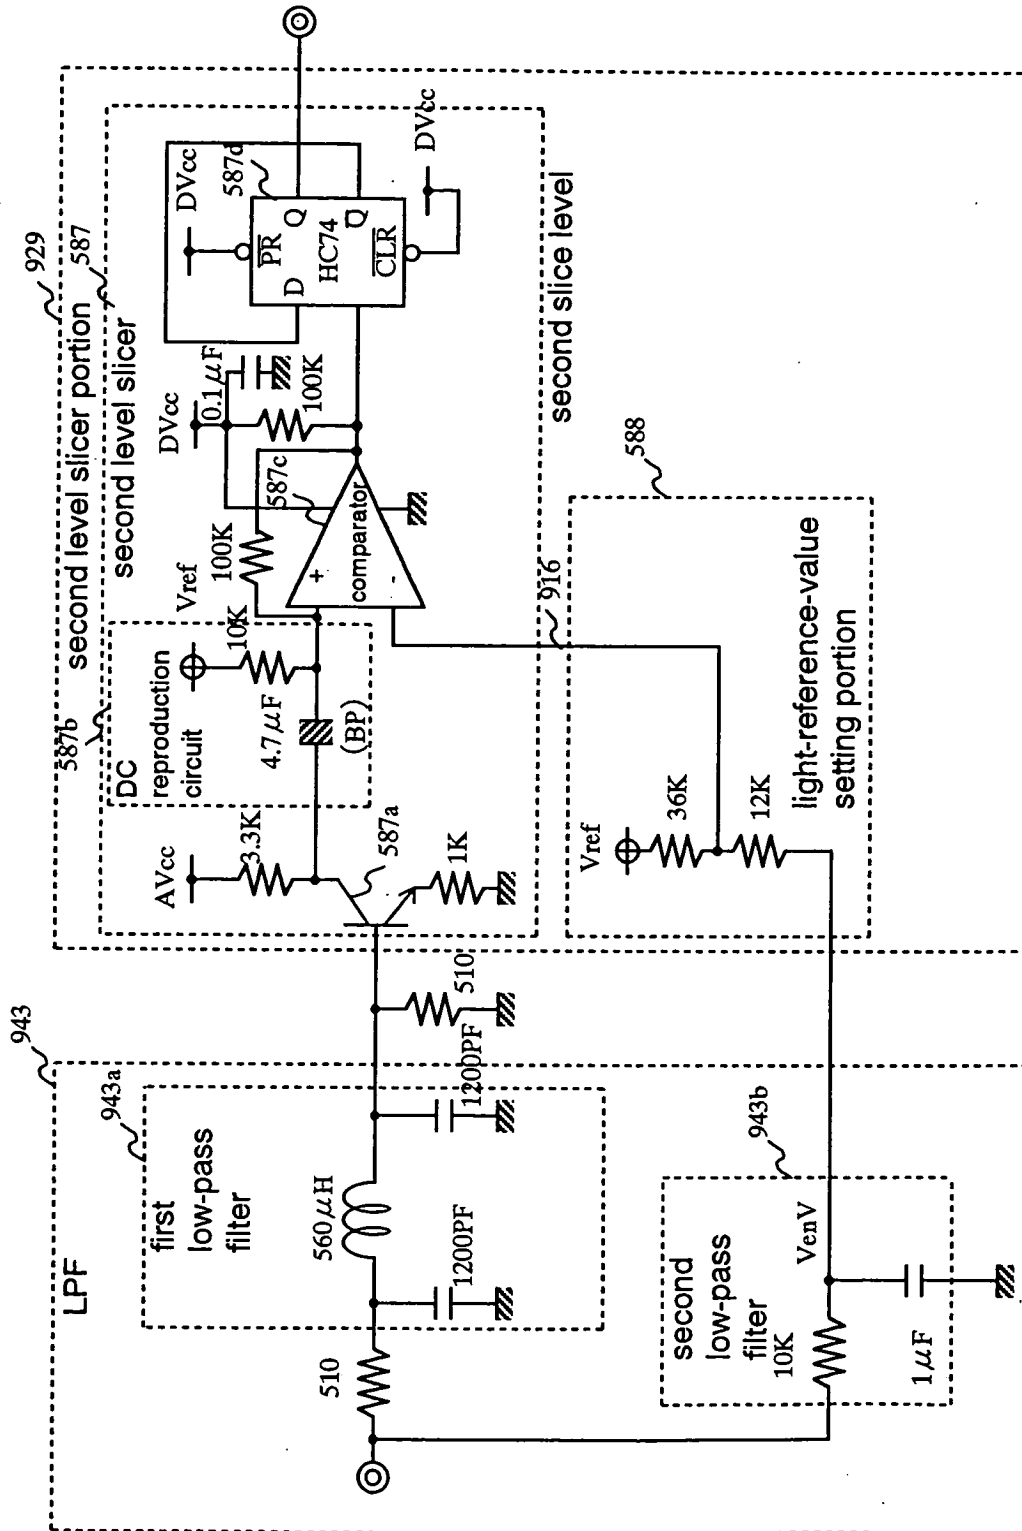 929
second level slicer portion
587
second level slicer
587b
DC
reproduction
circuit
Vref
10K
4.7μF
(BP)
AVcc
3.3K
587a
1K
100K
587c
comparator
+
-
DVcc
0.1μF
100K
DVcc
587d
PR
D
Q
HC74
CLR
Q
DVcc
second slice level
916
588
Vref
36K
12K
light-reference-value
setting portion
943
LPF
943a
first
low-pass
filter
560μH
1200PF
1200PF
510
510
943b
second
low-pass
filter
10K
VenV
1μF